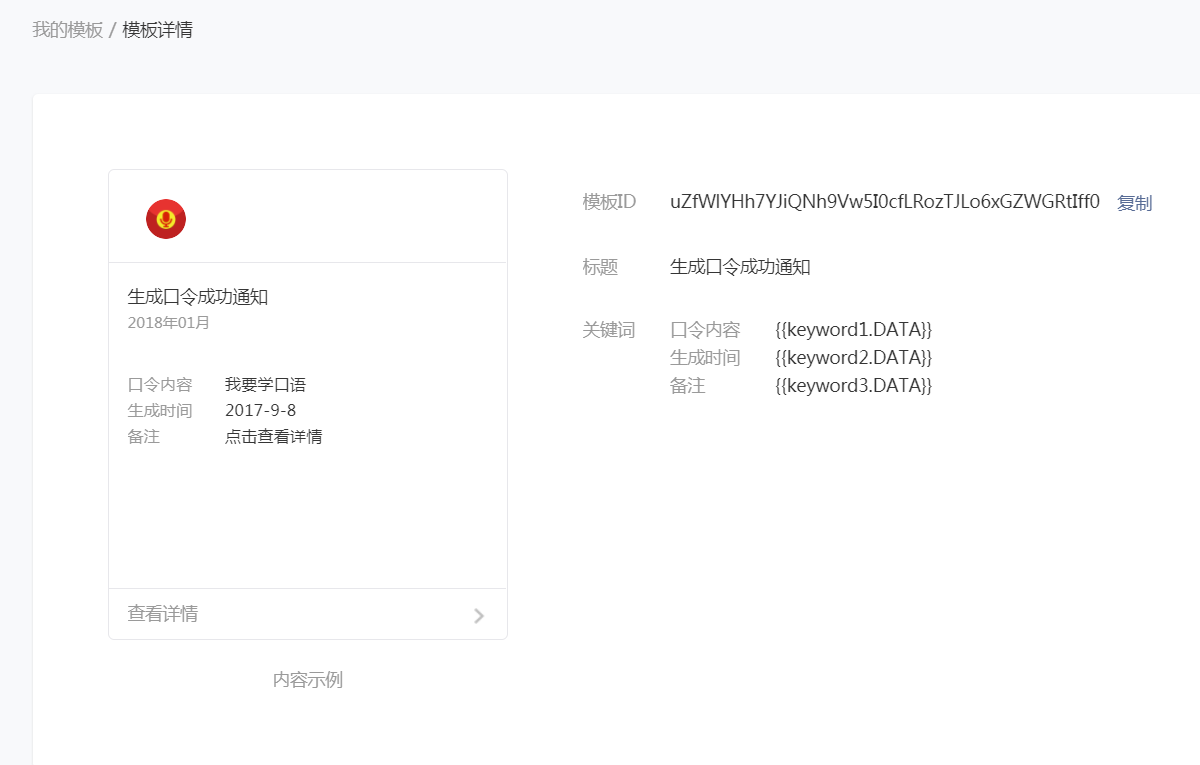 我的模板 / 模板详情
生成口令成功通知
2018年01月
口令内容 我要学口语
生成时间 2017-9-8
备注 点击查看详情
查看详情
内容示例
模板ID uZfWlYHh7YJiQNh9Vw5I0cfLRozTJLo6xGZWGRtIff0 复制
标题 生成口令成功通知
关键词 口令内容 {{keyword1.DATA}}
生成时间 {{keyword2.DATA}}
备注 {{keyword3.DATA}}